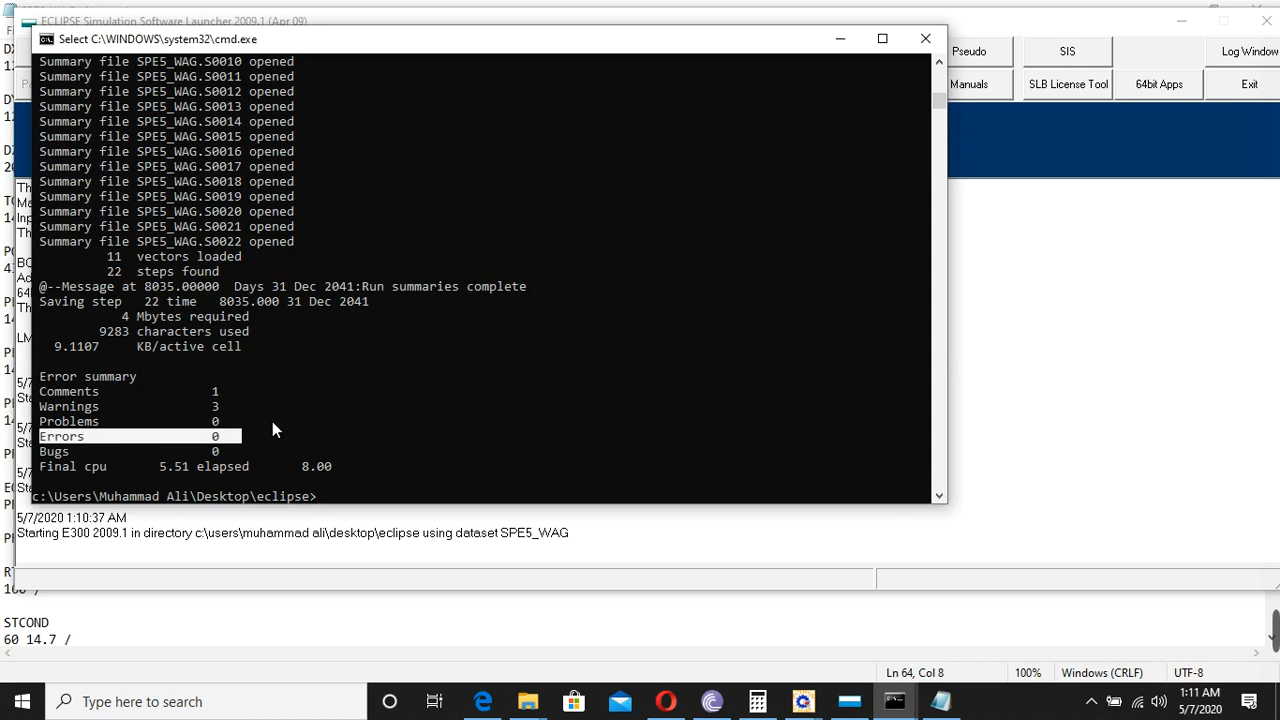 ECLIPSE Simulation Software Launcher 2009.1 (Apr 09)
Select C:\WINDOWS\system32\cmd.exe
Pseudo
SIS
Log Window
Manuals
SLB License Tool
64bit Apps
Exit
Summary file SPE5_WAG.S0010 opened
Summary file SPE5_WAG.S0011 opened
Summary file SPE5_WAG.S0012 opened
Summary file SPE5_WAG.S0013 opened
Summary file SPE5_WAG.S0014 opened
Summary file SPE5_WAG.S0015 opened
Summary file SPE5_WAG.S0016 opened
Summary file SPE5_WAG.S0017 opened
Summary file SPE5_WAG.S0018 opened
Summary file SPE5_WAG.S0019 opened
Summary file SPE5_WAG.S0020 opened
Summary file SPE5_WAG.S0021 opened
Summary file SPE5_WAG.S0022 opened
11 vectors loaded
22 steps found
@--Message at 8035.00000 Days 31 Dec 2041:Run summaries complete
Saving step 22 time 8035.000 31 Dec 2041
4 Mbytes required
9283 characters used
9.1107 KB/active cell
Error summary
Comments 1
Warnings 3
Problems 0
Errors 0
Bugs 0
Final cpu 5.51 elapsed 8.00
c:\Users\Muhammad Ali\Desktop\eclipse>
5/7/2020 1:10:37 AM
Starting E300 2009.1 in directory c:\users\muhammad ali\desktop\eclipse using dataset SPE5_WAG
STCOND
60 14.7 /
Ln 64, Col 8
100%
Windows (CRLF)
UTF-8
Type here to search
1:11 AM
5/7/2020